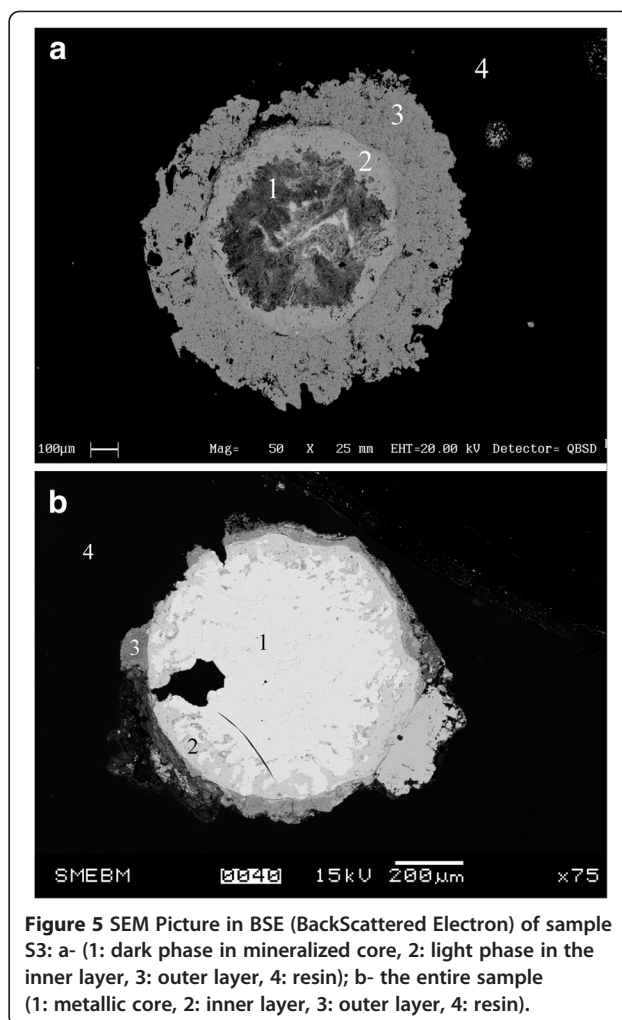 a
4
3
2
1
100µm Mag= 50 X 25 mm EHT=20.00 kV Detector= QBSD
b
4
1
3
2
SMEBM 0040 15kV 200µm x75
Figure 5 SEM Picture in BSE (BackScattered Electron) of sample
S3: a- (1: dark phase in mineralized core, 2: light phase in the
inner layer, 3: outer layer, 4: resin); b- the entire sample
(1: metallic core, 2: inner layer, 3: outer layer, 4: resin).